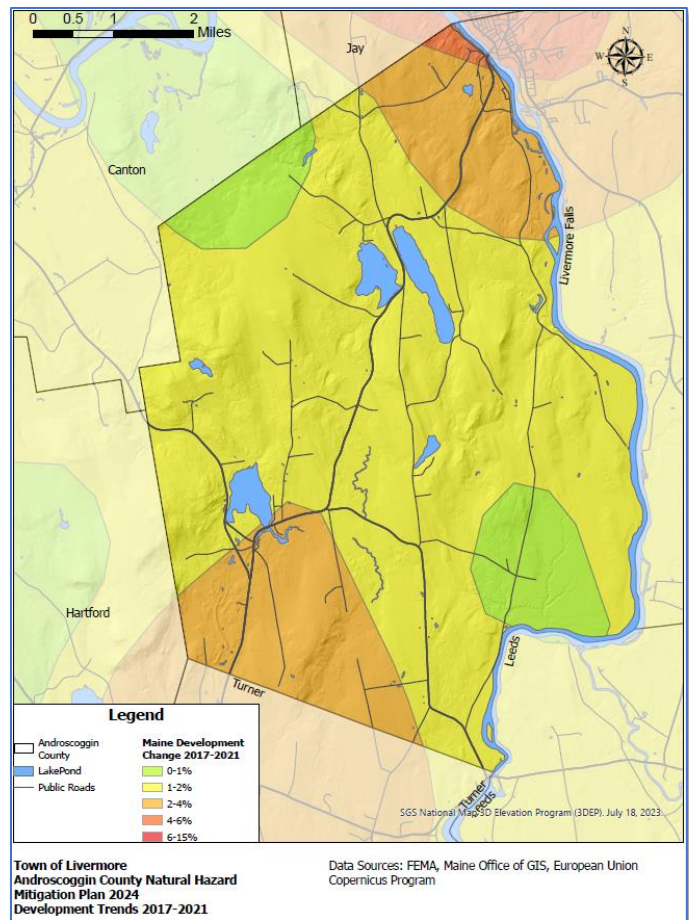 0 0.5 1 2
Miles
Jay
N
W E
S
Canton
Livermore Falls
Hartford
Leeds
Turner
Turner
Leeds
SGS National Map 3D Elevation Program (3DEP). July 18, 2023.
Legend
Androscoggin
County
LakePond
Public Roads
Maine Development
Change 2017-2021
0-1%
1-2%
2-4%
4-6%
6-15%
Town of Livermore
Androscoggin County Natural Hazard
Mitigation Plan 2024
Development Trends 2017-2021
Data Sources: FEMA, Maine Office of GIS, European Union
Copernicus Program